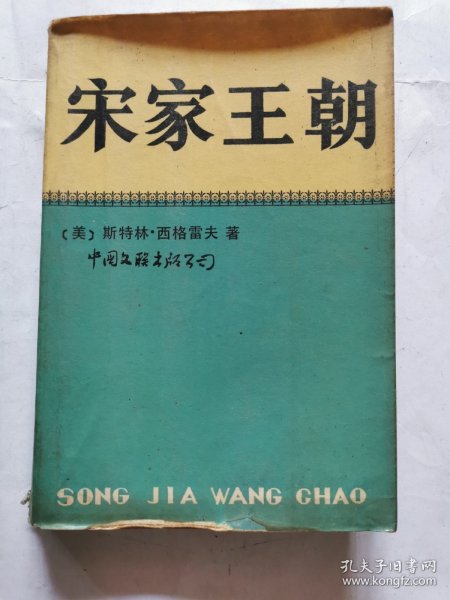 宋家王朝
〔美〕斯特林·西格雷夫 著
中国文联出版公司
SONG JIA WANG CHAO
孔夫子旧书网
www.kongfz.com